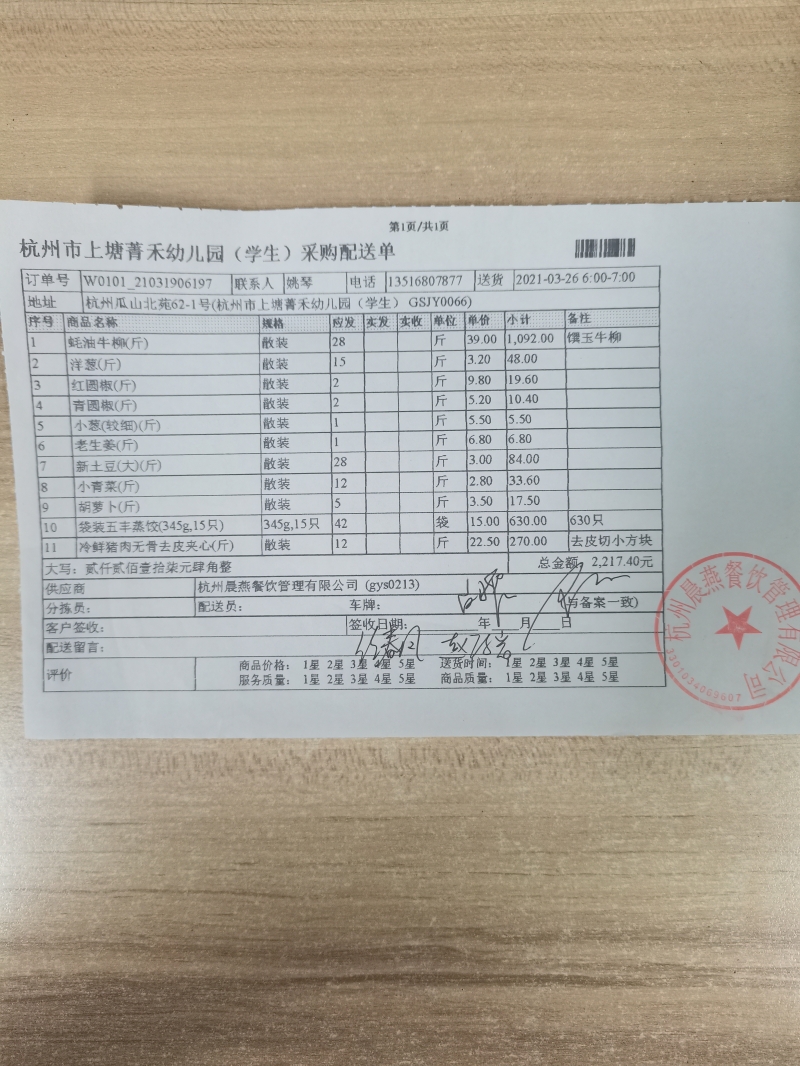 第1页/共1页
杭州市上塘菁禾幼儿园（学生）采购配送单
订单号 W0101_21031906197 联系人 姚琴 电话 13516807877 送货 2021-03-26 6:00-7:00
地址 杭州瓜山北苑62-1号(杭州市上塘菁禾幼儿园（学生） GSJY0066)
序号 商品名称 规格 应发 实发 实收 单位 单价 小计 备注
1 蚝油牛柳(斤) 散装 28 斤 39.00 1,092.00 馔玉牛柳
2 洋葱(斤) 散装 15 斤 3.20 48.00
3 红圆椒(斤) 散装 2 斤 9.80 19.60
4 青圆椒(斤) 散装 2 斤 5.20 10.40
5 小葱(较细)(斤) 散装 1 斤 5.50 5.50
6 老生姜(斤) 散装 1 斤 6.80 6.80
7 新土豆(大)(斤) 散装 28 斤 3.00 84.00
8 小青菜(斤) 散装 12 斤 2.80 33.60
9 胡萝卜(斤) 散装 5 斤 3.50 17.50
10 袋装五丰蒸饺(345g,15只) 345g,15只 42 袋 15.00 630.00 630只
11 冷鲜猪肉无骨去皮夹心(斤) 散装 12 斤 22.50 270.00 去皮切小方块
大写：贰仟贰佰壹拾柒元肆角整 总金额 2,217.40元
供应商 杭州晨燕餐饮管理有限公司 (gys0213)
分拣员： 配送员： 车牌： 与备案一致)
客户签收： 签收日期： 年 月 日
配送留言：
评价 商品价格： 1星 2星 3星 4星 5星 送货时间： 1星 2星 3星 4星 5星
服务质量： 1星 2星 3星 4星 5星 商品质量： 1星 2星 3星 4星 5星
杭州晨燕餐饮管理有限公司
3301034069607